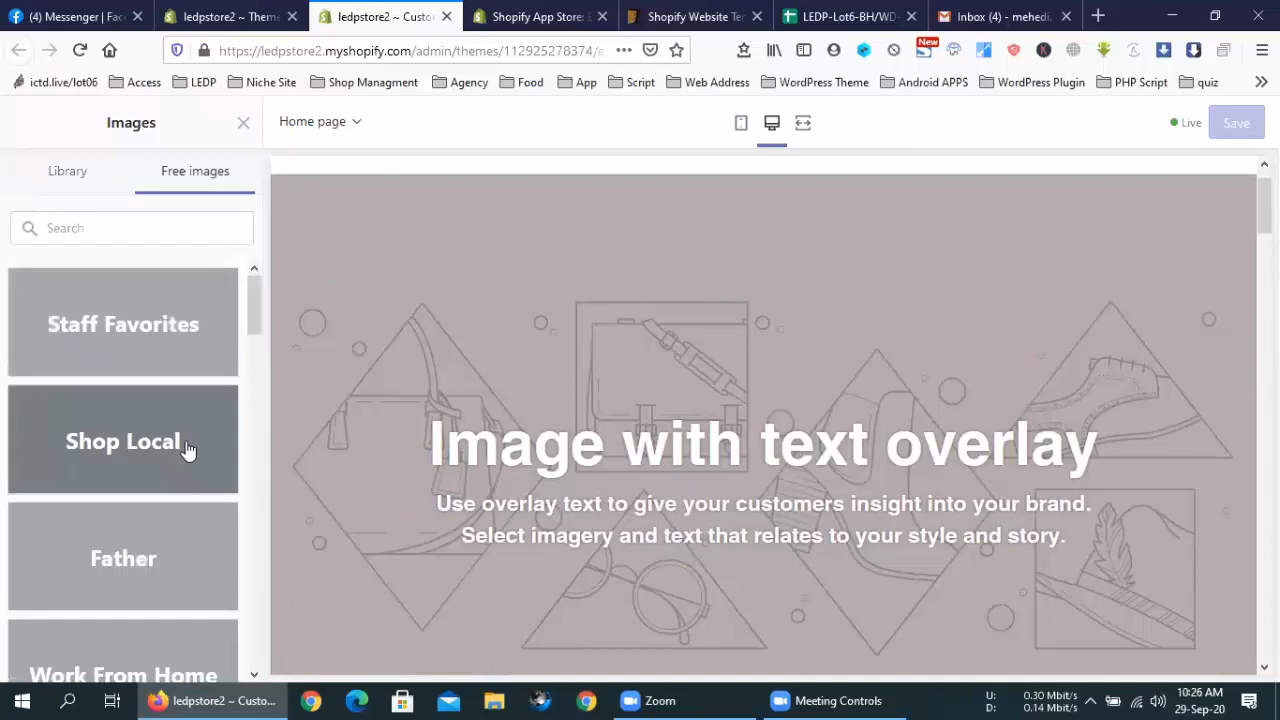 (4) Messenger | Fac
ledpstore2 ~ Theme
ledpstore2 ~ Custo
Shopify App Store: E
Shopify Website Te
LEDP-Lot6-BH/WD-
Inbox (4) - mehedi
https://ledpstore2.myshopify.com/admin/themes/112925278374/e
New
ictd.live/lot06
Access
LEDP
Niche Site
Shop Managment
Agency
Food
App
Script
Web Address
WordPress Theme
Android APPS
WordPress Plugin
PHP Script
quiz
Images
Home page
Live
Save
Library
Free images
Search
Staff Favorites
Shop Local
Father
Work From Home
Image with text overlay
Use overlay text to give your customers insight into your brand.
Select imagery and text that relates to your style and story.
ledpstore2 ~ Custo...
Zoom
Meeting Controls
U: 0.30 Mbit/s
D: 0.14 Mbit/s
10:26 AM
29-Sep-20